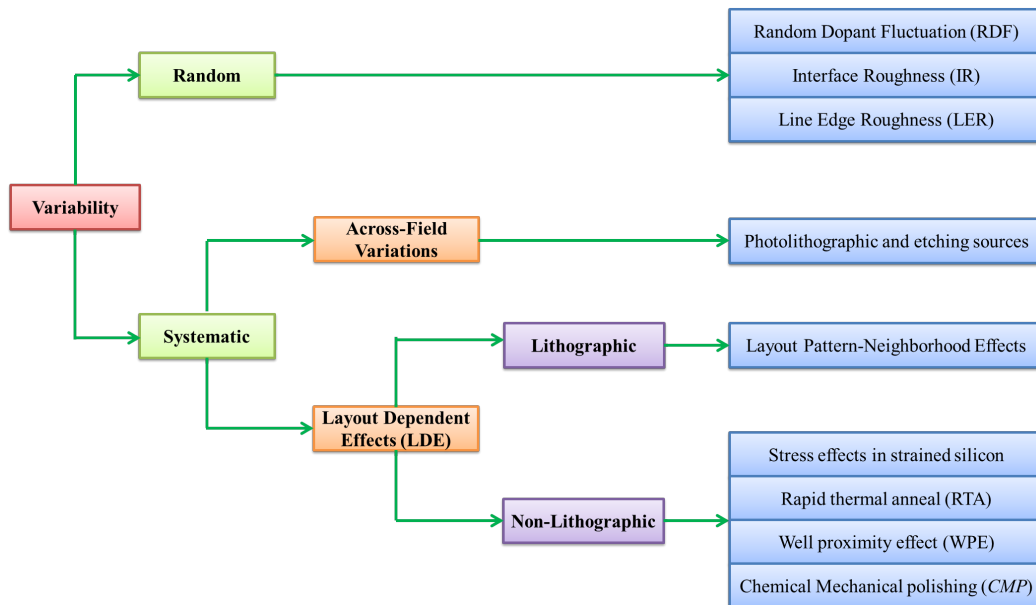 Random Dopant Fluctuation (RDF)
Random
Interface Roughness (IR)
Line Edge Roughness (LER)
Variability
Across-Field
Variations
Photolithographic and etching sources
Systematic
Lithographic
Layout Pattern-Neighborhood Effects
Layout Dependent
Effects (LDE)
Stress effects in strained silicon
Rapid thermal anneal (RTA)
Non-Lithographic
Well proximity effect (WPE)
Chemical Mechanical polishing (CMP)